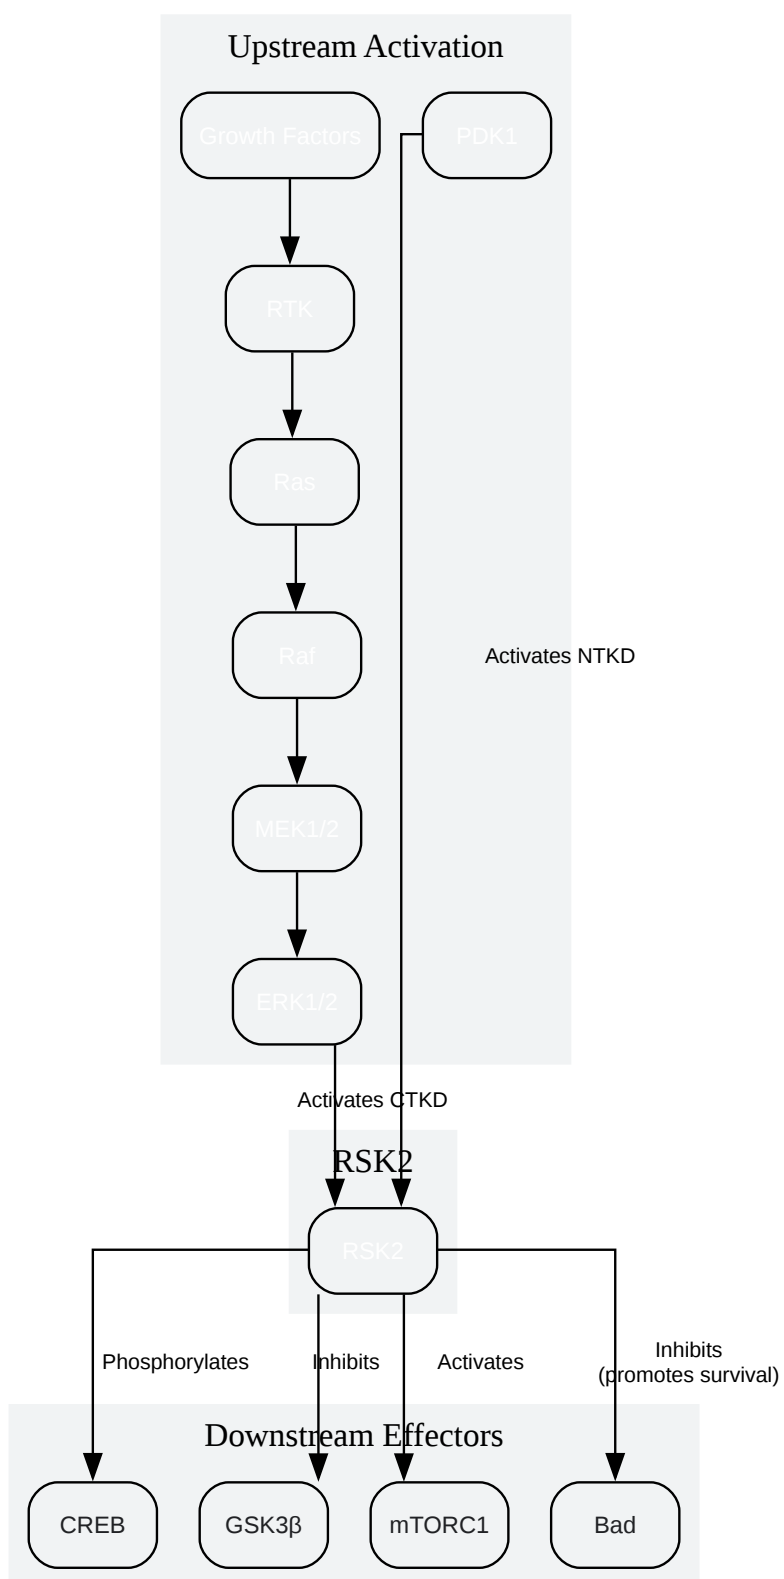 Upstream Activation
Growth Factors
PDK1
RTK
Ras
Raf
Activates NTKD
MEK1/2
ERK1/2
Activates CTKD
RSK2
RSK2
Phosphorylates
Inhibits
Activates
Inhibits
(promotes survival)
Downstream Effectors
CREB
GSK3β
mTORC1
Bad